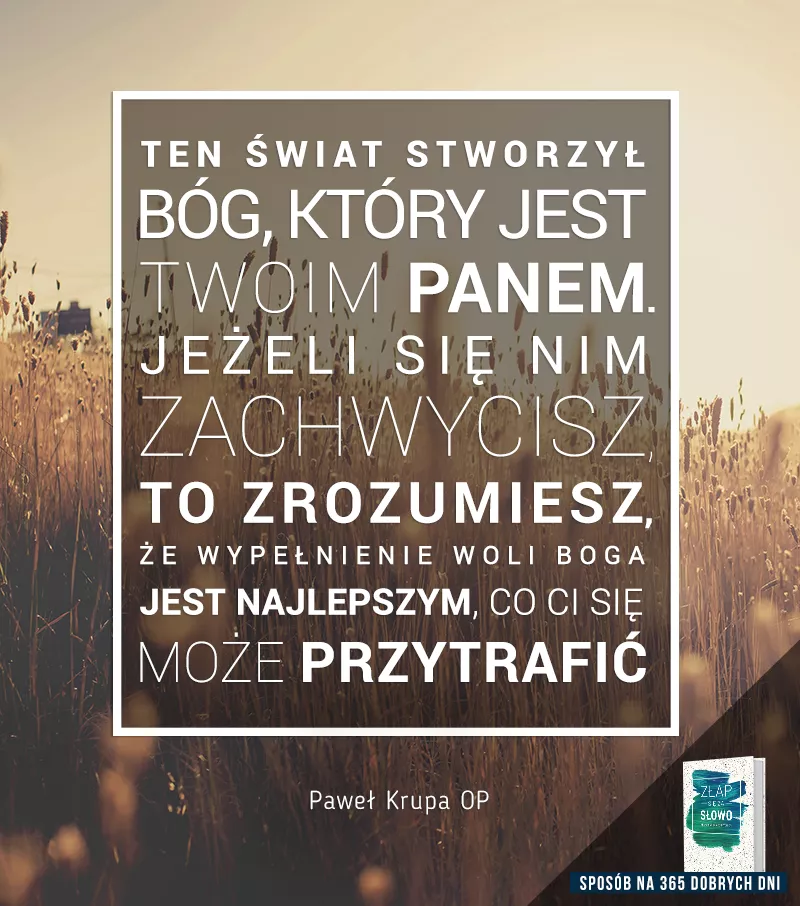 TEN ŚWIAT STWORZYŁ
BÓG, KTÓRY JEST
TWOIM PANEM.
JEŻELI SIĘ NIM
ZACHWYCISZ,
TO ZROZUMIESZ,
ŻE WYPEŁNIENIE WOLI BOGA
JEST NAJLEPSZYM, CO CI SIĘ
MOŻE PRZYTRAFIĆ
Paweł Krupa OP
ZŁAP
SŁOWO
SPOSÓB NA 365 DOBRYCH DNI